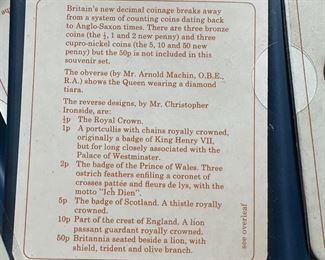 Britain's new decimal coinage breaks away
from a system of counting coins dating back
to Anglo-Saxon times. There are three bronze
coins (the ½, 1 and 2 new penny) and three
cupro-nickel coins (the 5, 10 and 50 new
penny) but the 50p is not included in this
souvenir set.
The obverse (by Mr. Arnold Machin, O.B.E.,
R.A.) shows the Queen wearing a diamond
tiara.
The reverse designs, by Mr. Christopher
Ironside, are:
½p The Royal Crown.
1p A portcullis with chains royally crowned,
originally a badge of King Henry VII,
but for long closely associated with the
Palace of Westminster.
2p The badge of the Prince of Wales. Three
ostrich feathers enfiling a coronet of
crosses pattée and fleurs de lys, with the
motto "Ich Dien".
5p The badge of Scotland. A thistle royally
crowned.
10p Part of the crest of England. A lion
passant guardant royally crowned.
50p Britannia seated beside a lion, with
shield, trident and olive branch.
see overleaf